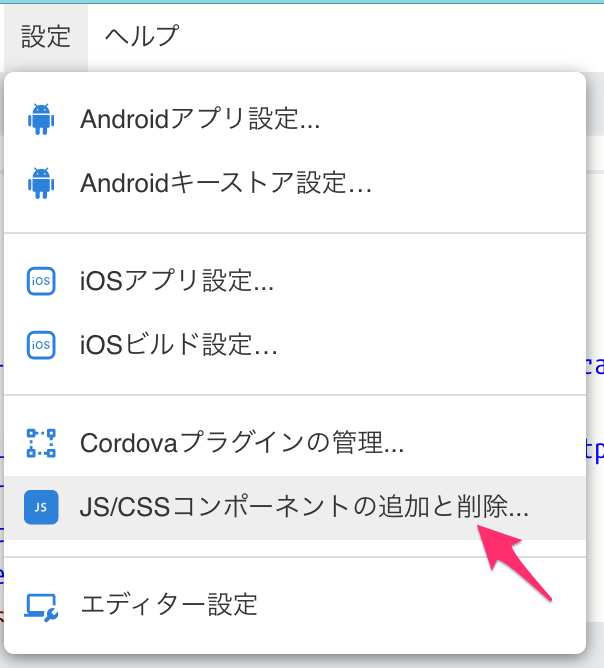 設定 ヘルプ
Androidアプリ設定...
Androidキーストア設定...
iOS iOSアプリ設定...
iOS iOSビルド設定...
Cordovaプラグインの管理...
JS JS/CSSコンポーネントの追加と削除...
エディター設定